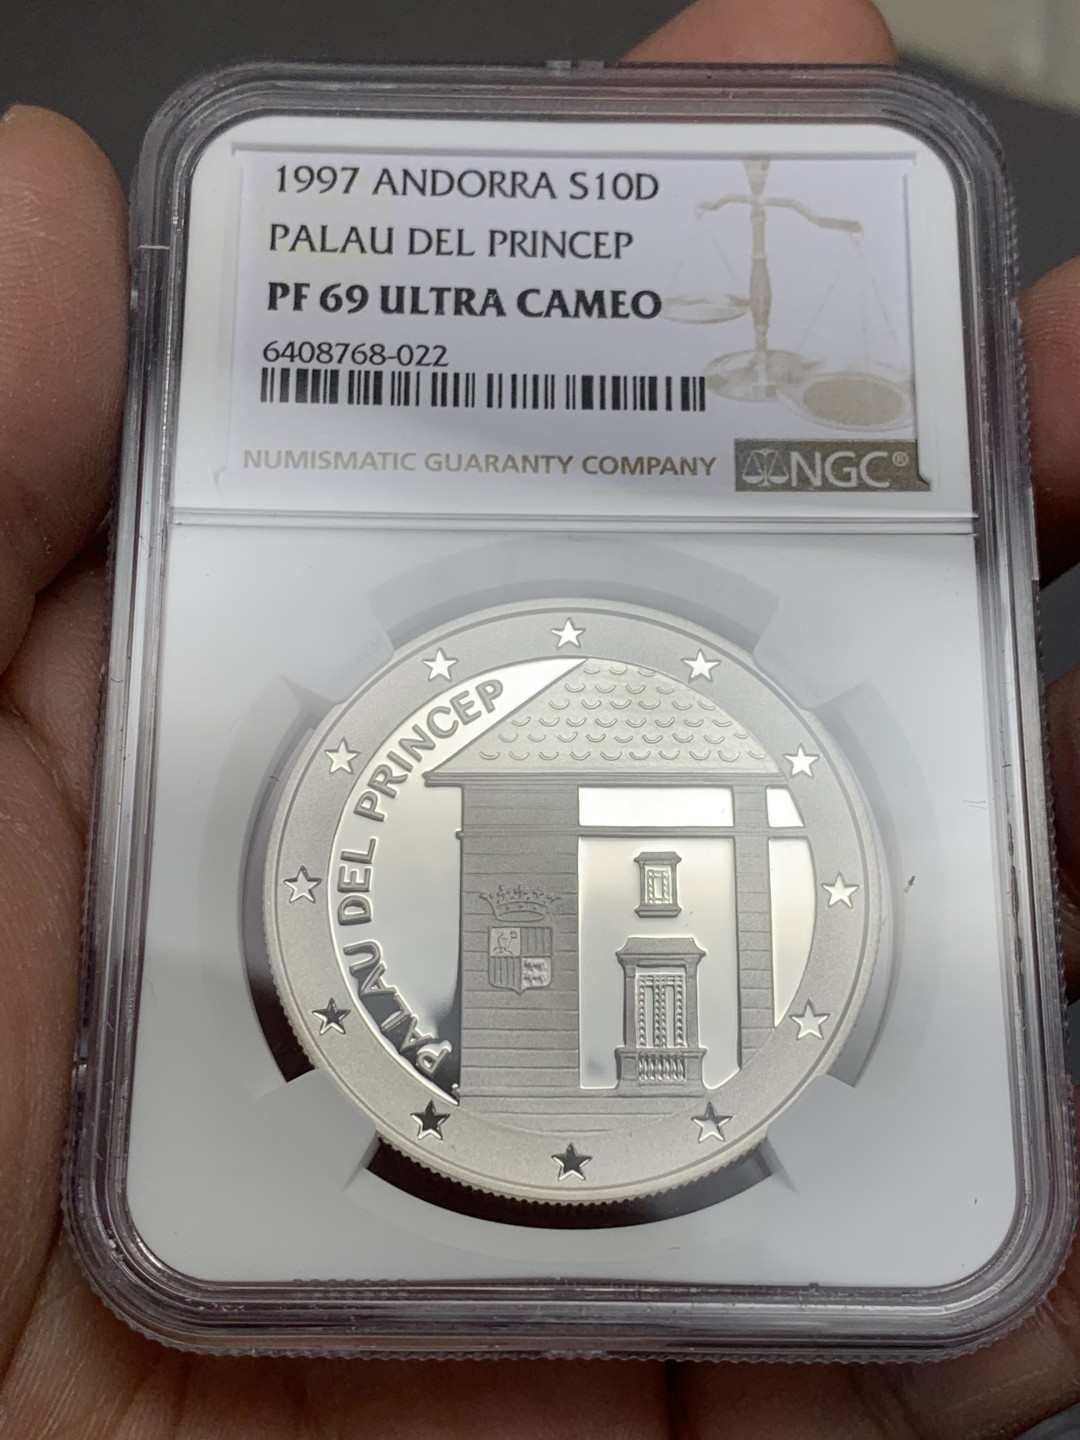 1997 ANDORRA S10D
PALAU DEL PRINCEP
PF 69 ULTRA CAMEO
6408768-022
NUMISMATIC GUARANTY COMPANY NGC®
PALAU DEL PRINCEP